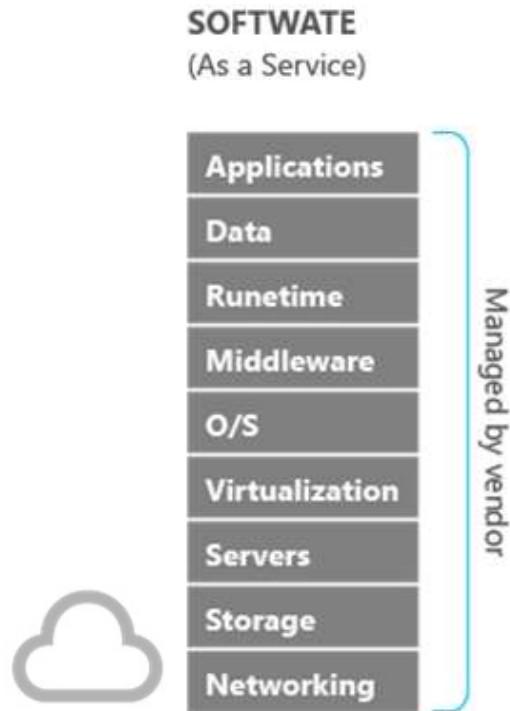 SOFTWATE
(As a Service)
Applications
Data
Runetime
Middleware
O/S
Virtualization
Servers
Storage
Networking
Managed by vendor